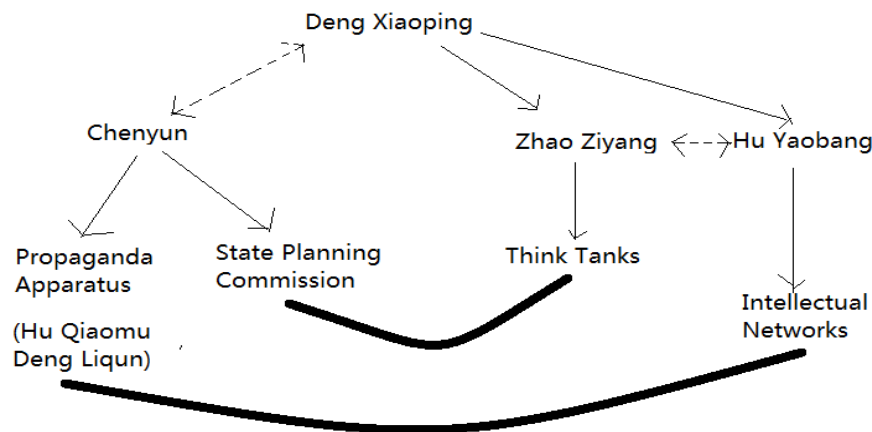 Deng Xiaoping
Chenyun
Zhao Ziyang
Hu Yaobang
Propaganda
Apparatus
(Hu Qiaomu
Deng Liqun)
State Planning
Commission
Think Tanks
Intellectual
Networks